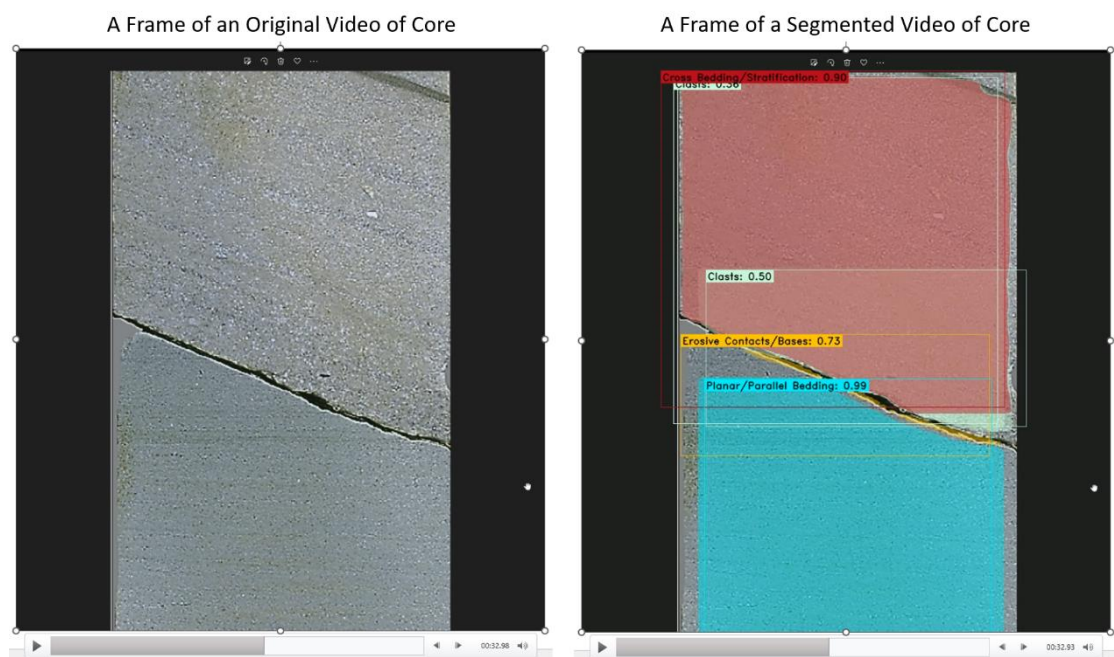 A Frame of an Original Video of Core
A Frame of a Segmented Video of Core
Cross Bedding/Stratification: 0.90
Clasts: 0.36
Clasts: 0.50
Erosive Contacts/Bases: 0.73
Planar/Parallel Bedding: 0.99
00:32.98
00:32.93